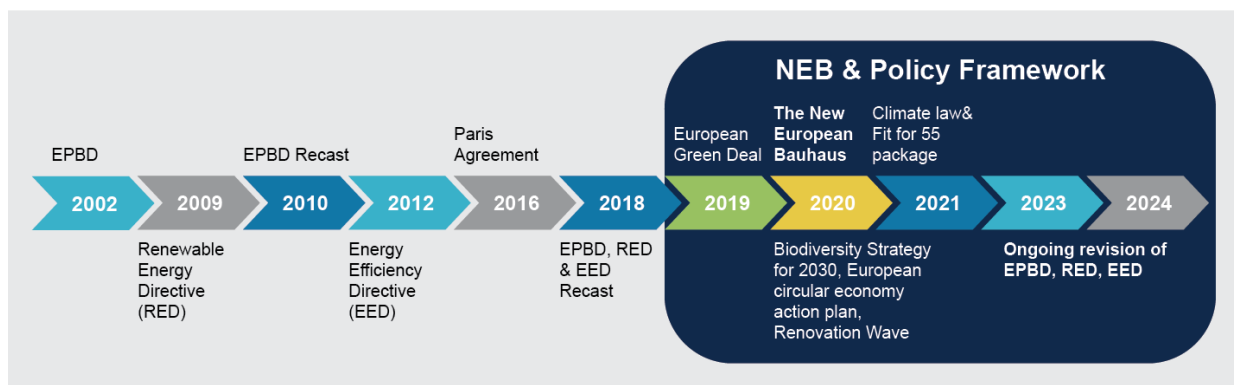 NEB & Policy Framework
EPBD
EPBD Recast
Paris
Agreement
European
Green Deal
The New
European
Bauhaus
Climate law&
Fit for 55
package
2002
2009
2010
2012
2016
2018
2019
2020
2021
2023
2024
Renewable
Energy
Directive
(RED)
Energy
Efficiency
Directive
(EED)
EPBD, RED
& EED
Recast
Biodiversity Strategy
for 2030, European
circular economy
action plan,
Renovation Wave
Ongoing revision of
EPBD, RED, EED